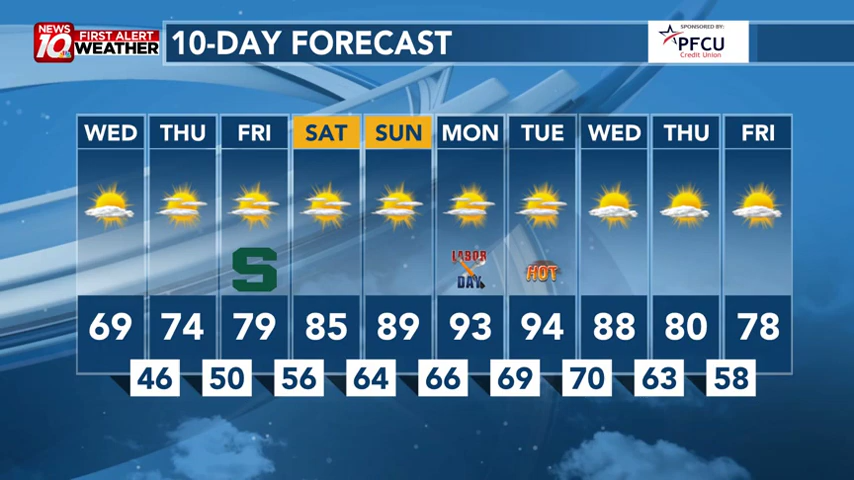 NEWS
10
FIRST ALERT
WEATHER
10-DAY FORECAST
SPONSORED BY:
PFCU
Credit Union
WED THU FRI SAT SUN MON TUE WED THU FRI
S
LABOR
DAY
HOT
69 74 79 85 89 93 94 88 80 78
46 50 56 64 66 69 70 63 58